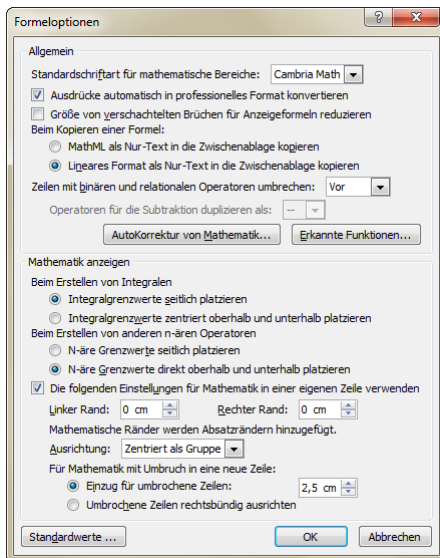 Formeloptionen
Allgemein
Standardschriftart für mathematische Bereiche: Cambria Math
Ausdrücke automatisch in professionelles Format konvertieren
Größe von verschachtelten Brüchen für Anzeigeformeln reduzieren
Beim Kopieren einer Formel:
MathML als Nur-Text in die Zwischenablage kopieren
Lineares Format als Nur-Text in die Zwischenablage kopieren
Zeilen mit binären und relationalen Operatoren umbrechen: Vor
Operatoren für die Subtraktion duplizieren als: --
AutoKorrektur von Mathematik... Erkannte Funktionen...
Mathematik anzeigen
Beim Erstellen von Integralen
Integralgrenzwerte seitlich platzieren
Integralgrenzwerte zentriert oberhalb und unterhalb platzieren
Beim Erstellen von anderen n-ären Operatoren
N-äre Grenzwerte seitlich platzieren
N-äre Grenzwerte direkt oberhalb und unterhalb platzieren
Die folgenden Einstellungen für Mathematik in einer eigenen Zeile verwenden
Linker Rand: 0 cm Rechter Rand: 0 cm
Mathematische Ränder werden Absatzrändern hinzugefügt.
Ausrichtung: Zentriert als Gruppe
Für Mathematik mit Umbruch in eine neue Zeile:
Einzug für umbrochene Zeilen: 2,5 cm
Umbrochene Zeilen rechtsbündig ausrichten
Standardwerte ... OK Abbrechen